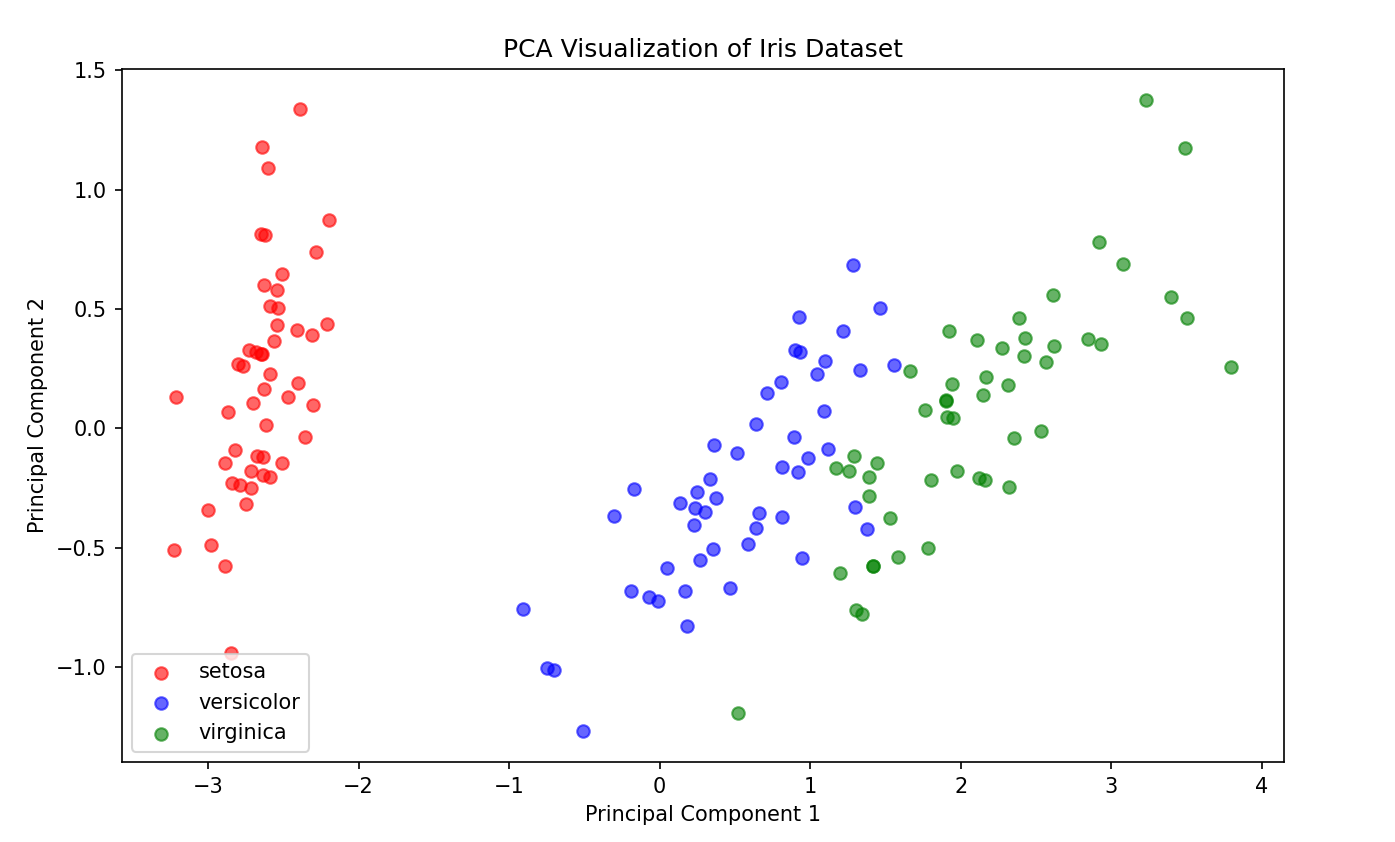 PCA Visualization of Iris Dataset
1.5
1.0
0.5
0.0
−0.5
−1.0
Principal Component 2
setosa
versicolor
virginica
−3 −2 −1 0 1 2 3 4
Principal Component 1